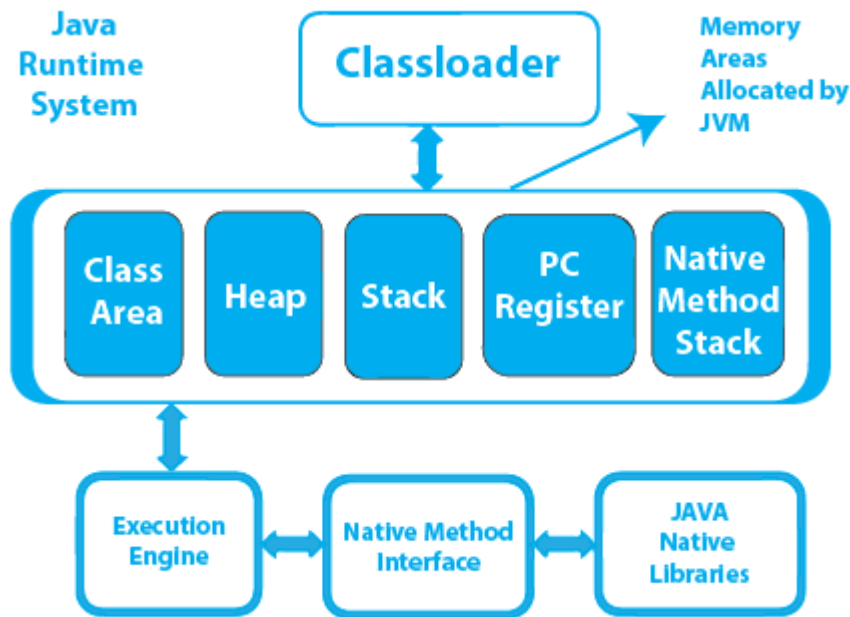 Java
Runtime
System
Classloader
Memory
Areas
Allocated by
JVM
Class
Area
Heap
Stack
PC
Register
Native
Method
Stack
Execution
Engine
Native Method
Interface
JAVA
Native
Libraries